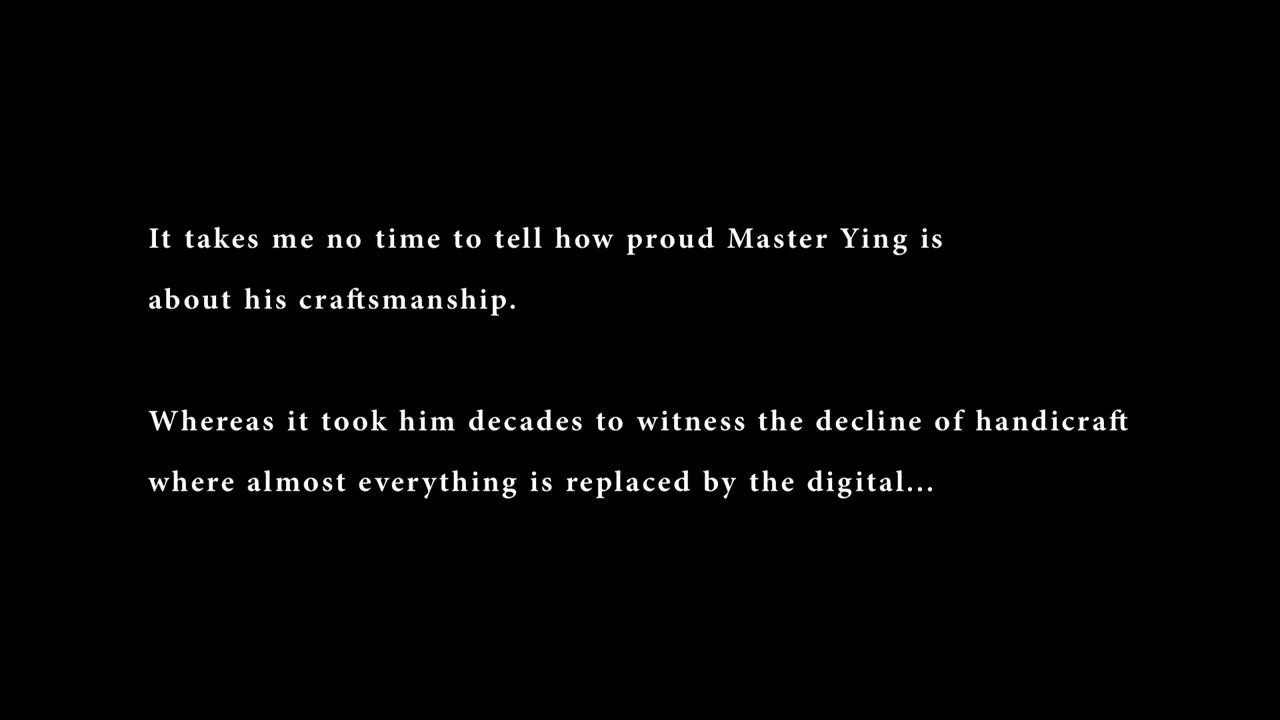 It takes me no time to tell how proud Master Ying is
about his craftsmanship.
Whereas it took him decades to witness the decline of handicraft
where almost everything is replaced by the digital...